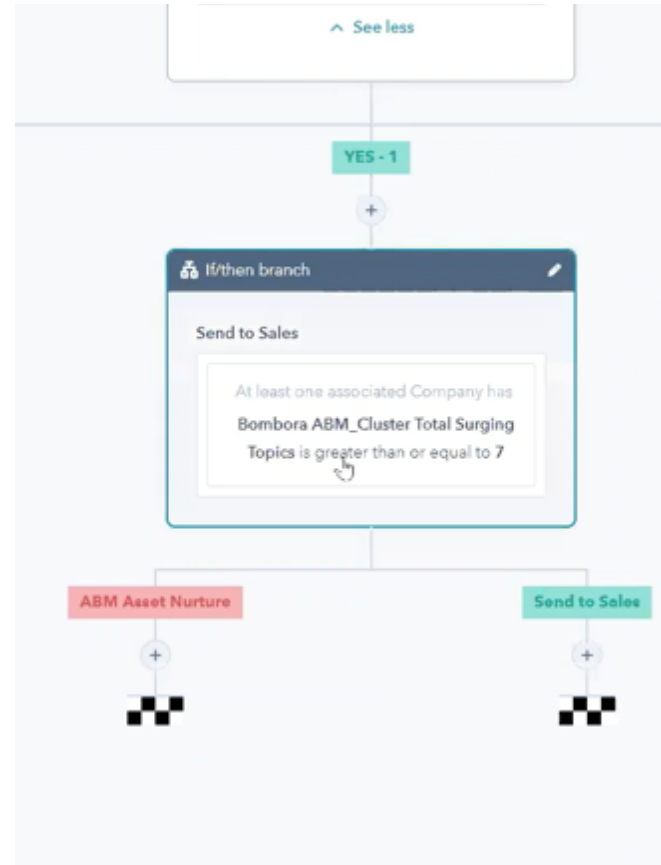 See less
YES - 1
If/then branch
Send to Sales
At least one associated Company has
Bombora ABM_Cluster Total Surging
Topics is greater than or equal to 7
ABM Asset Nurture
Send to Sales